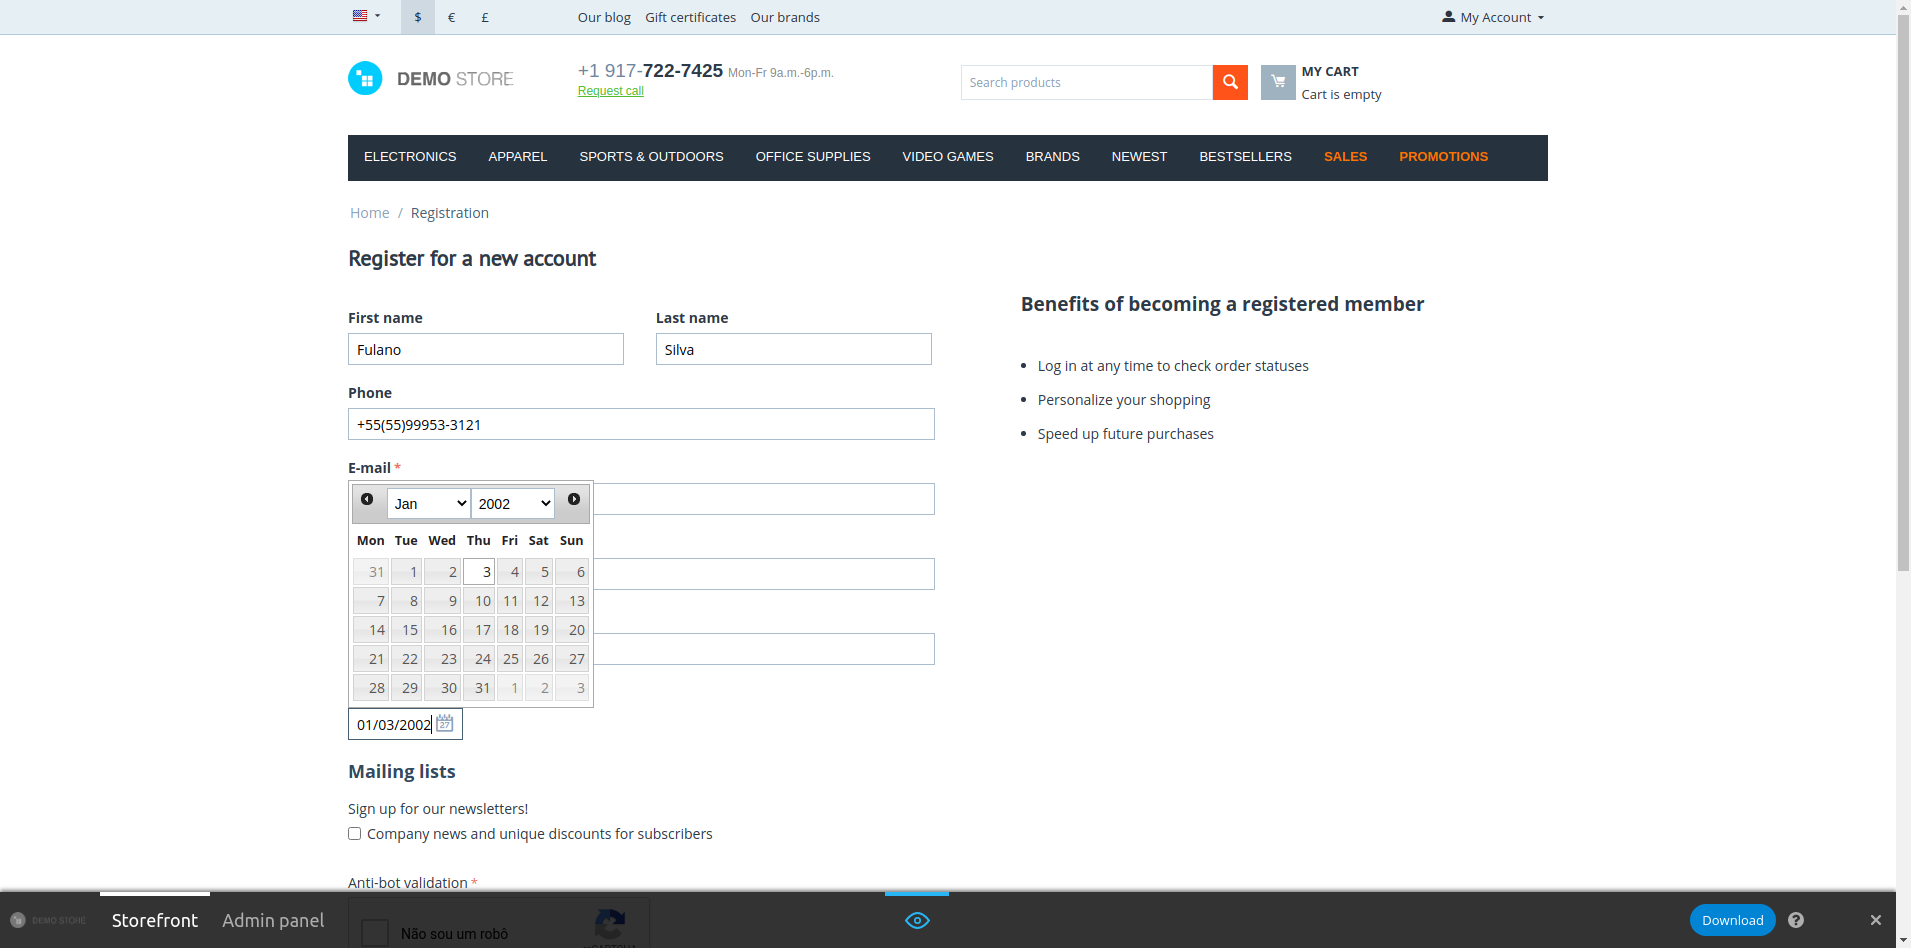 $ € £ Our blog Gift certificates Our brands My Account
DEMO STORE
+1 917-722-7425 Mon-Fr 9a.m.-6p.m.
Request call
Search products
MY CART
Cart is empty
ELECTRONICS APPAREL SPORTS & OUTDOORS OFFICE SUPPLIES VIDEO GAMES BRANDS NEWEST BESTSELLERS SALES PROMOTIONS
Home / Registration
Register for a new account
First name Last name
Fulano Silva
Phone
+55(55)99953-3121
E-mail *
Jan 2002
Mon Tue Wed Thu Fri Sat Sun
31 1 2 3 4 5 6
7 8 9 10 11 12 13
14 15 16 17 18 19 20
21 22 23 24 25 26 27
28 29 30 31 1 2 3
01/03/2002 27
Mailing lists
Sign up for our newsletters!
Company news and unique discounts for subscribers
Anti-bot validation *
Benefits of becoming a registered member
• Log in at any time to check order statuses
• Personalize your shopping
• Speed up future purchases
DEMO STORE Storefront Admin panel Download ?
Não sou um robô
reCAPTCHA